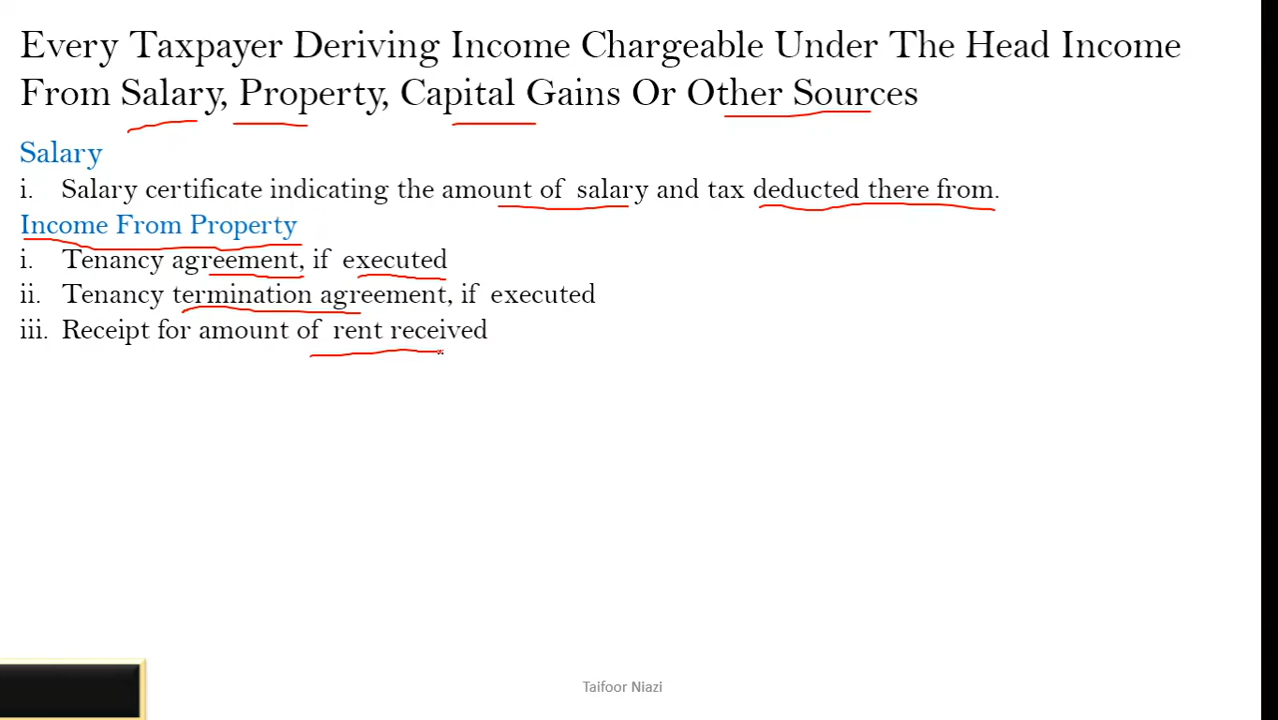 Every Taxpayer Deriving Income Chargeable Under The Head Income
From Salary, Property, Capital Gains Or Other Sources
Salary
i. Salary certificate indicating the amount of salary and tax deducted there from.
Income From Property
i. Tenancy agreement, if executed
ii. Tenancy termination agreement, if executed
iii. Receipt for amount of rent received
Taifoor Niazi